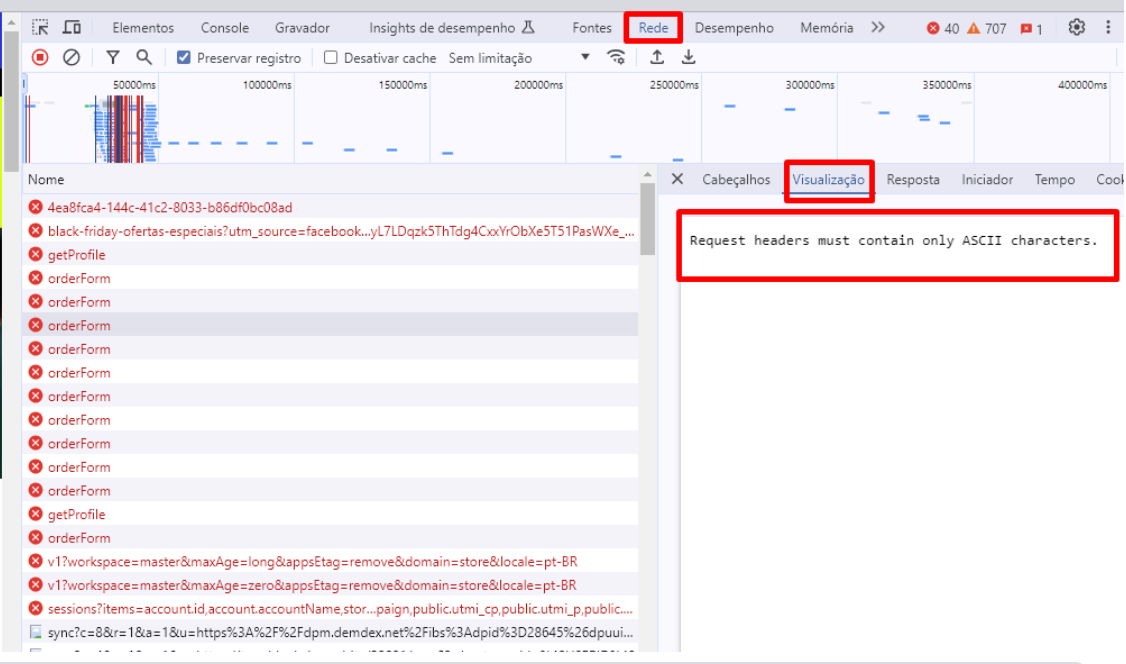 Elementos Console Gravador Insights de desempenho Fontes Rede Desempenho Memória 40 707 1
Preservar registro Desativar cache Sem limitação
50000ms 100000ms 150000ms 200000ms 250000ms 300000ms 350000ms 400000ms
Nome
Cabeçalhos Visualização Resposta Iniciador Tempo Cook
4ea8fca4-144c-41c2-8033-b86df0bc08ad
black-friday-ofertas-especiais?utm_source=facebook...yL7LDqzk5ThTdg4CxxYrObXe5T51PasWXe_...
Request headers must contain only ASCII characters.
getProfile
orderForm
orderForm
orderForm
orderForm
orderForm
orderForm
orderForm
orderForm
orderForm
orderForm
getProfile
orderForm
v1?workspace=master&maxAge=long&appsEtag=remove&domain=store&locale=pt-BR
v1?workspace=master&maxAge=zero&appsEtag=remove&domain=store&locale=pt-BR
sessions?items=account.id,account.accountName,stor...paign,public.utmi_cp,public.utmi_p,public....
sync?c=8&r=1&a=1&u=https%3A%2F%2Fdpm.demdex.net%2Fibs%3Adpid%3D28645%26dpuui...